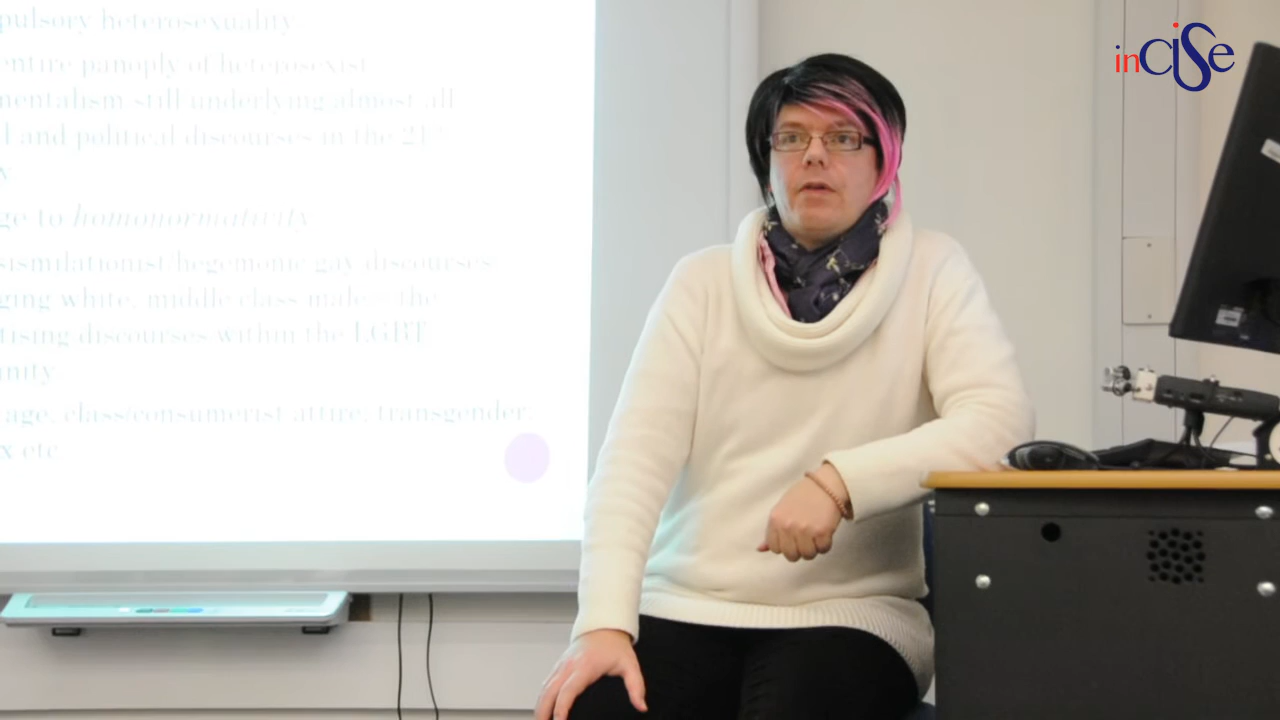 pulsory heterosexuality.
entire panoply of heterosexist
mentalism still underlying almost all
l and political discourses in the 21st
y
ge to homonormativity
ssismilationist/hegemonic gay discourses
ging white, middle class males - the
tising discourses within the LGBT
unity.
age, class/consumerist attire, transgender,
x etc.
inCiSe